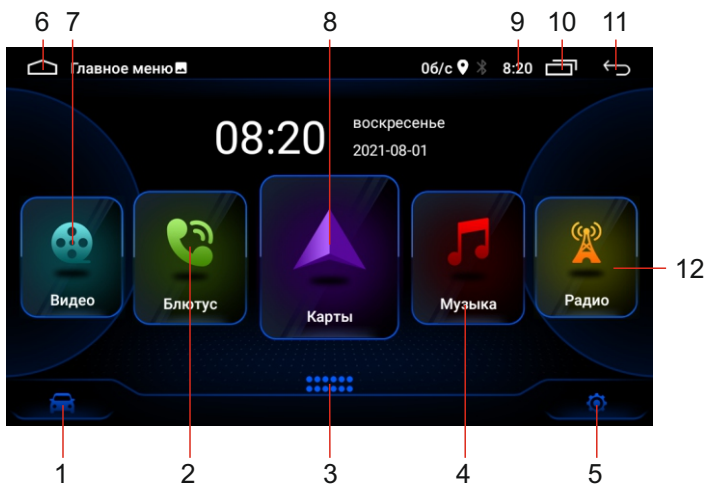 6 7 8 9 10 11
Главное меню 0б/с 8:20
08:20
воскресенье
2021-08-01
Видео
Блютус
Карты
Музыка
Радио
12
1 2 3 4 5